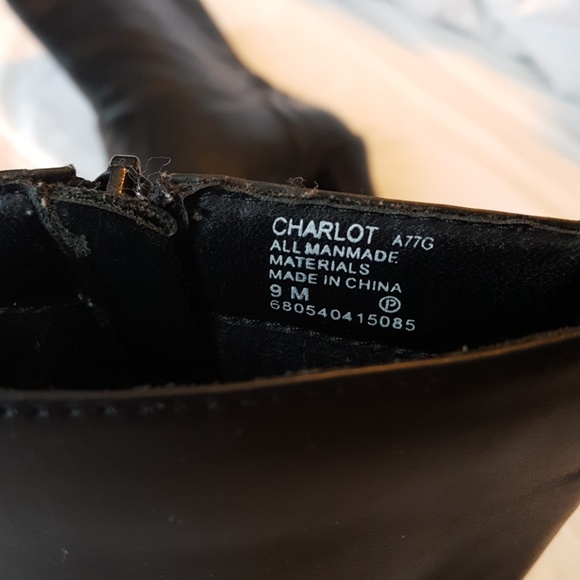 CHARLOT A77G
ALL MANMADE
MATERIALS
MADE IN CHINA
9 M P
680540415085